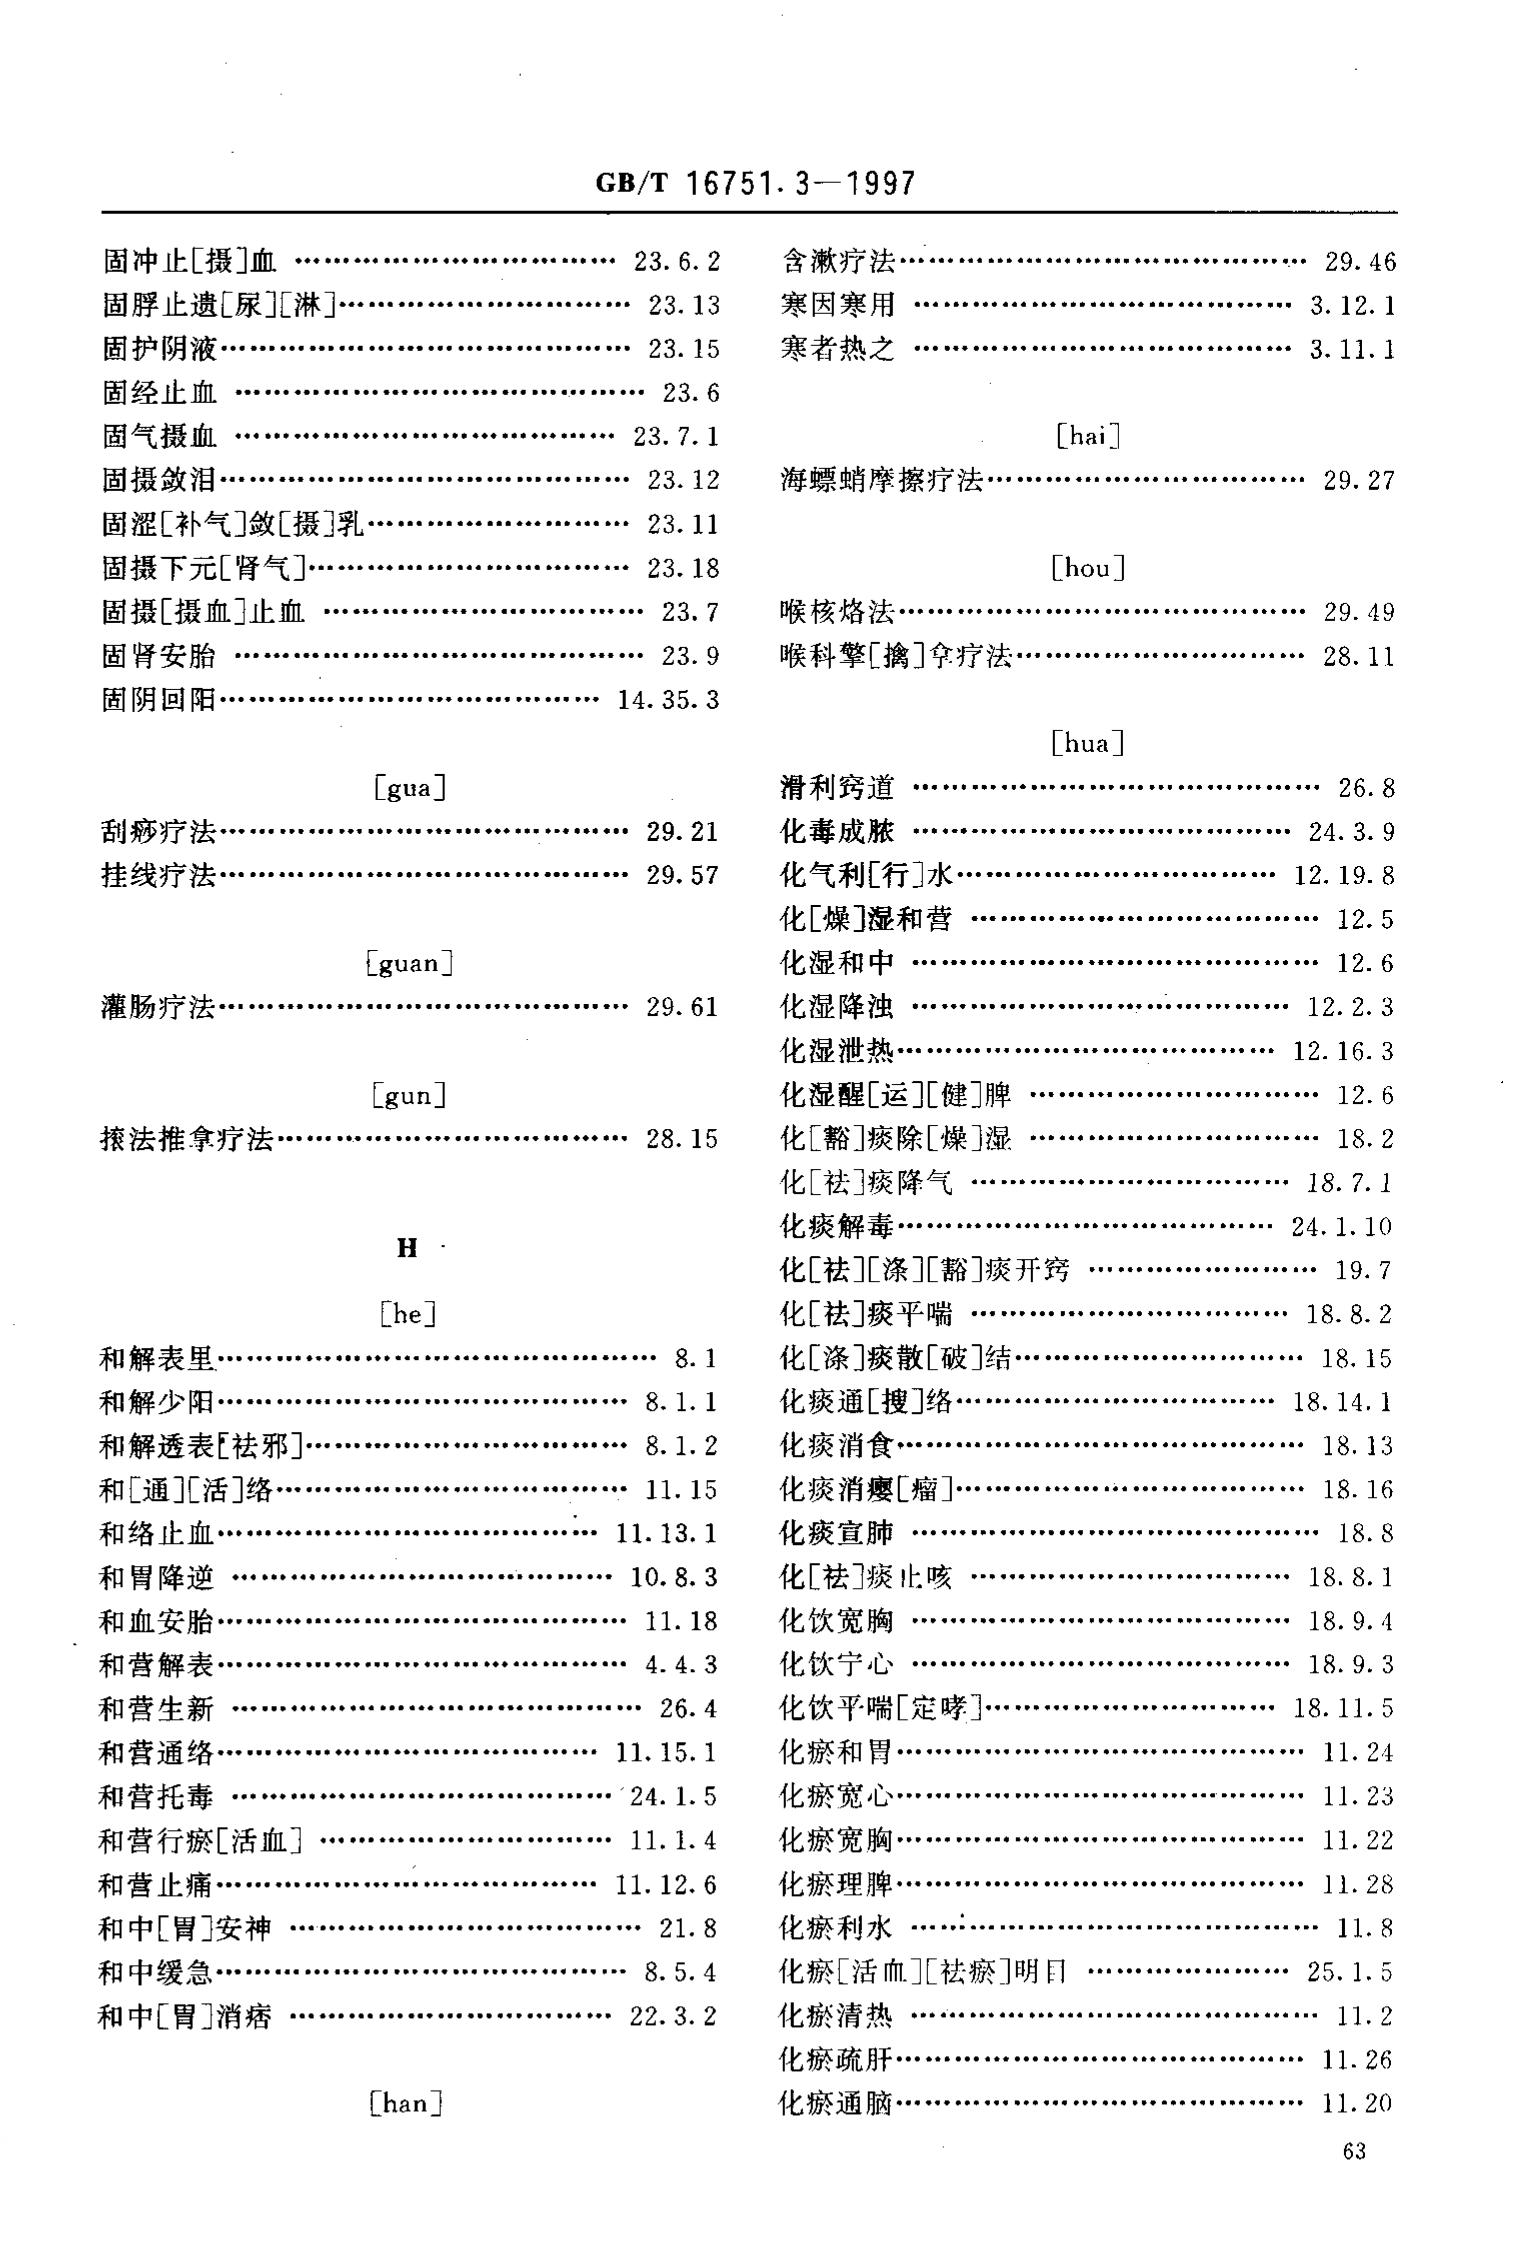 GB/T 16751.3—1997
固冲止[摄]血 …… 23.6.2
固脬止遗[尿][淋] …… 23.13
固护阴液 …… 23.15
固经止血 …… 23.6
固气摄血 …… 23.7.1
固摄敛泪 …… 23.12
固涩[补气]敛[摄]乳 …… 23.11
固摄下元[肾气] …… 23.18
固摄[摄血]止血 …… 23.7
固肾安胎 …… 23.9
固阴回阳 …… 14.35.3
[gua]
刮痧疗法 …… 29.21
挂线疗法 …… 29.57
[guan]
灌肠疗法 …… 29.61
[gun]
㨰法推拿疗法 …… 28.15
H
[he]
和解表里 …… 8.1
和解少阳 …… 8.1.1
和解透表[祛邪] …… 8.1.2
和[通][活]络 …… 11.15
和络止血 …… 11.13.1
和胃降逆 …… 10.8.3
和血安胎 …… 11.18
和营解表 …… 4.4.3
和营生新 …… 26.4
和营通络 …… 11.15.1
和营托毒 …… 24.1.5
和营行瘀[活血] …… 11.1.4
和营止痛 …… 11.12.6
和中[胃]安神 …… 21.8
和中缓急 …… 8.5.4
和中[胃]消痞 …… 22.3.2
[han]
含漱疗法 …… 29.46
寒因寒用 …… 3.12.1
寒者热之 …… 3.11.1
[hai]
海螵蛸摩擦疗法 …… 29.27
[hou]
喉核烙法 …… 29.49
喉科擎[擒]拿疗法 …… 28.11
[hua]
滑利窍道 …… 26.8
化毒成脓 …… 24.3.9
化气利[行]水 …… 12.19.8
化[燥]湿和营 …… 12.5
化湿和中 …… 12.6
化湿降浊 …… 12.2.3
化湿泄热 …… 12.16.3
化湿醒[运][健]脾 …… 12.6
化[豁]痰除[燥]湿 …… 18.2
化[祛]痰降气 …… 18.7.1
化痰解毒 …… 24.1.10
化[祛][涤][豁]痰开窍 …… 19.7
化[祛]痰平喘 …… 18.8.2
化[涤]痰散[破]结 …… 18.15
化痰通[搜]络 …… 18.14.1
化痰消食 …… 18.13
化痰消瘿[瘤] …… 18.16
化痰宣肺 …… 18.8
化[祛]痰止咳 …… 18.8.1
化饮宽胸 …… 18.9.4
化饮宁心 …… 18.9.3
化饮平喘[定哮] …… 18.11.5
化瘀和胃 …… 11.24
化瘀宽心 …… 11.23
化瘀宽胸 …… 11.22
化瘀理脾 …… 11.28
化瘀利水 …… 11.8
化瘀[活血][祛瘀]明目 …… 25.1.5
化瘀清热 …… 11.2
化瘀疏肝 …… 11.26
化瘀通脑 …… 11.20
63